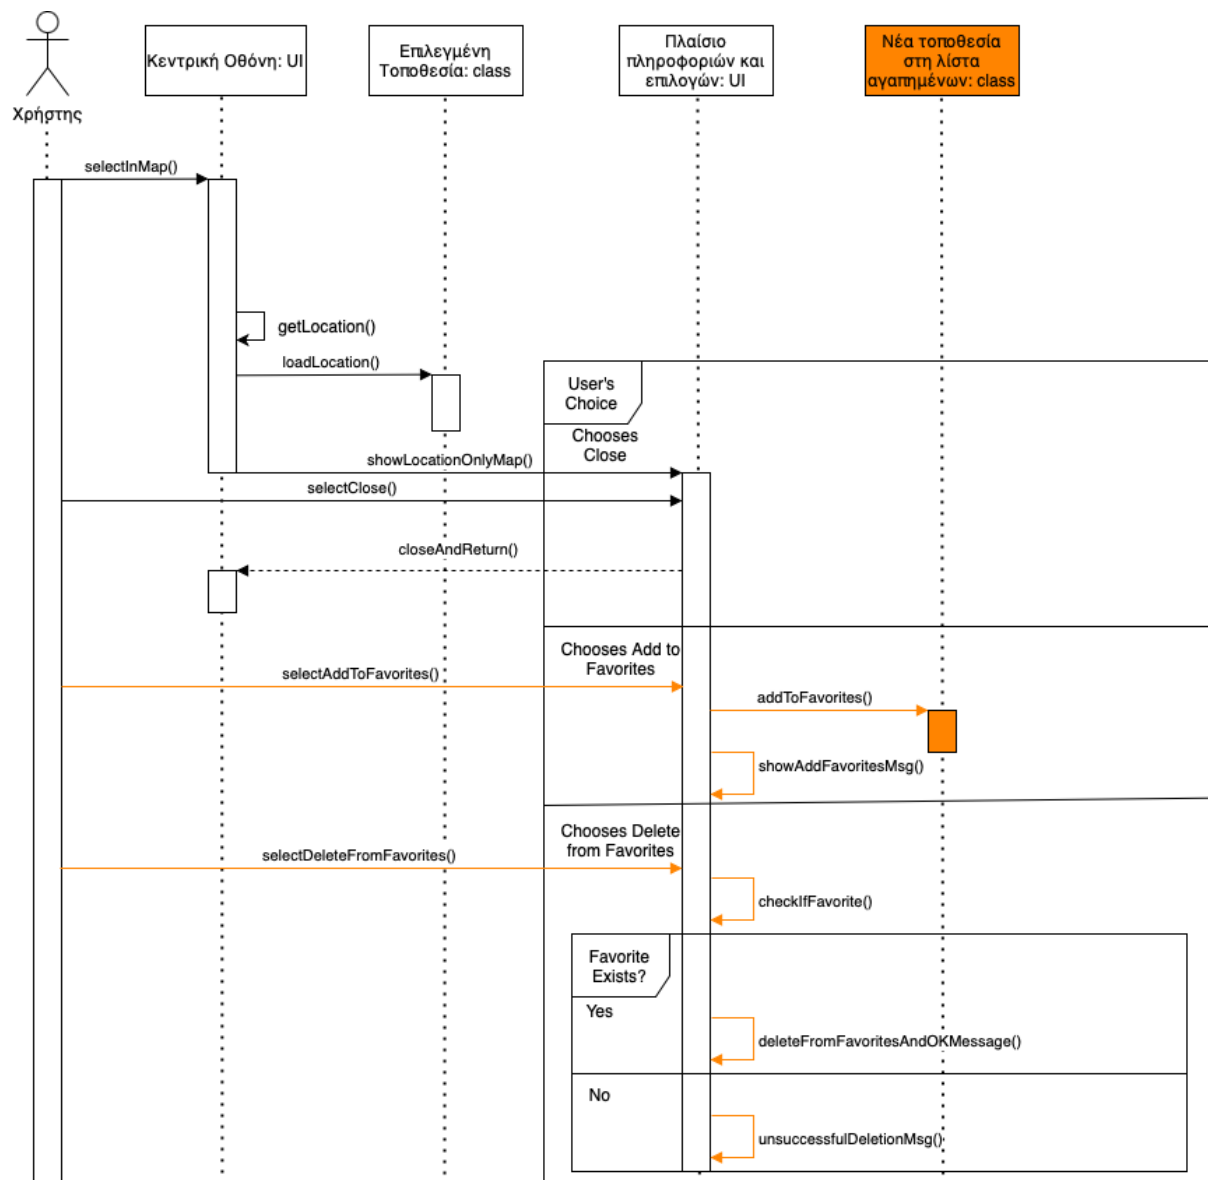 Χρήστης
Κεντρική Οθόνη: UI
Επιλεγμένη
Τοποθεσία: class
Πλαίσιο
πληροφοριών και
επιλογών: UI
Νέα τοποθεσία
στη λίστα
αγαπημένων: class
selectInMap()
getLocation()
loadLocation()
User's
Choice
Chooses
Close
showLocationOnlyMap()
selectClose()
closeAndReturn()
Chooses Add to
Favorites
selectAddToFavorites()
addToFavorites()
showAddFavoritesMsg()
Chooses Delete
from Favorites
selectDeleteFromFavorites()
checkIfFavorite()
Favorite
Exists?
Yes
deleteFromFavoritesAndOKMessage()
No
unsuccessfulDeletionMsg()